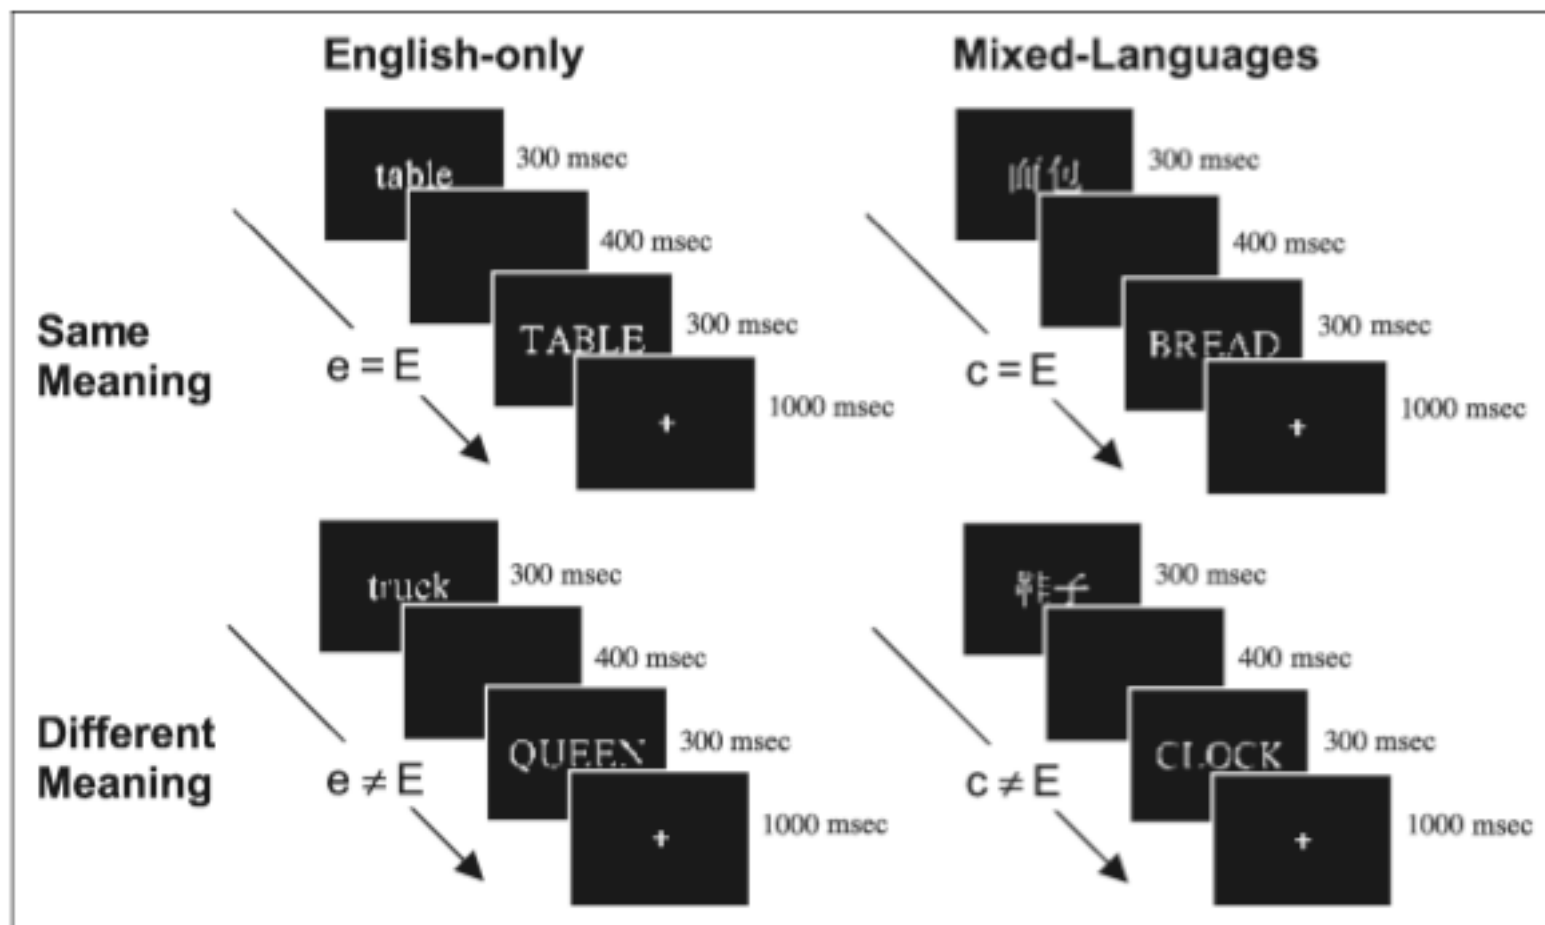 English-only
Mixed-Languages
Same
Meaning
table
300 msec
400 msec
TABLE
300 msec
e = E
1000 msec
+
面包
300 msec
400 msec
BREAD
300 msec
c = E
1000 msec
+
Different
Meaning
truck
300 msec
400 msec
QUEEN
300 msec
e ≠ E
1000 msec
+
鞋子
300 msec
400 msec
CLOCK
300 msec
c ≠ E
1000 msec
+